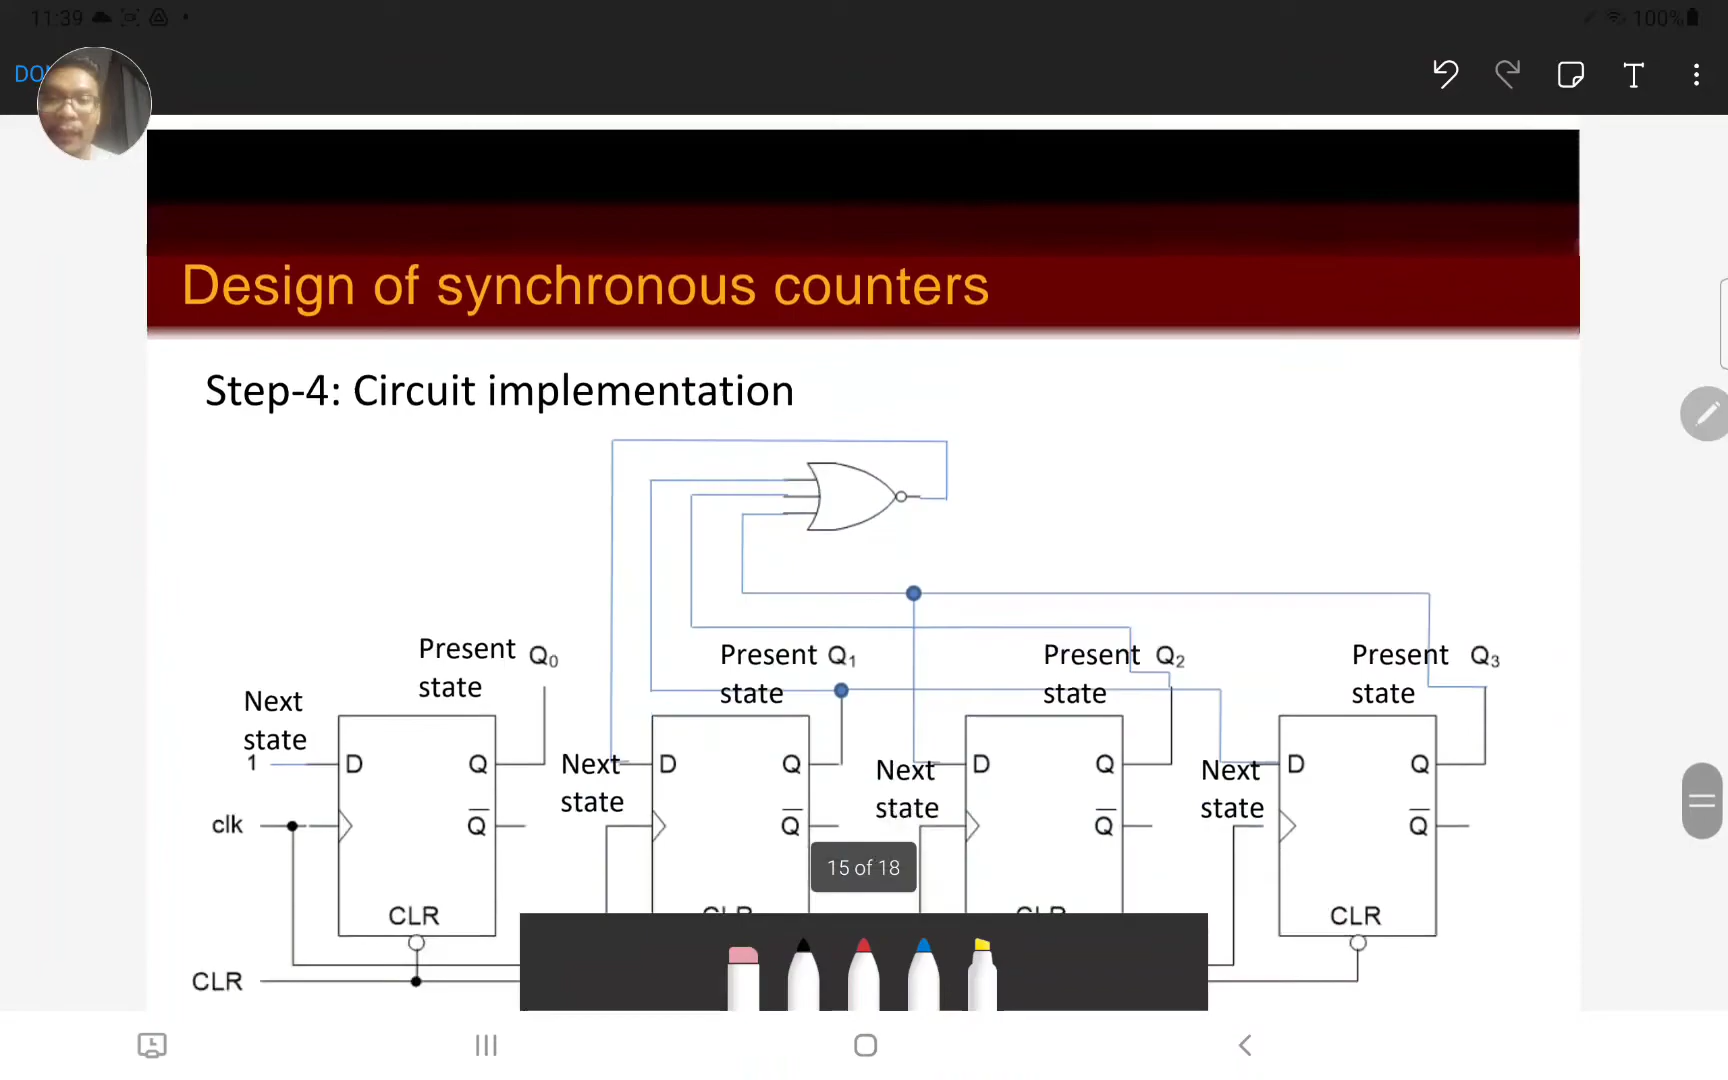 11:39
100%
DO
Design of synchronous counters
Step-4: Circuit implementation
Present state Q₀
Present state Q₁
Present state Q₂
Present state Q₃
Next state
1
D Q
Next state
D Q
Next state
D Q
Next state
D Q
clk
Q̅
Q̅
Q̅
Q̅
15 of 18
CLR
CLR
CLR